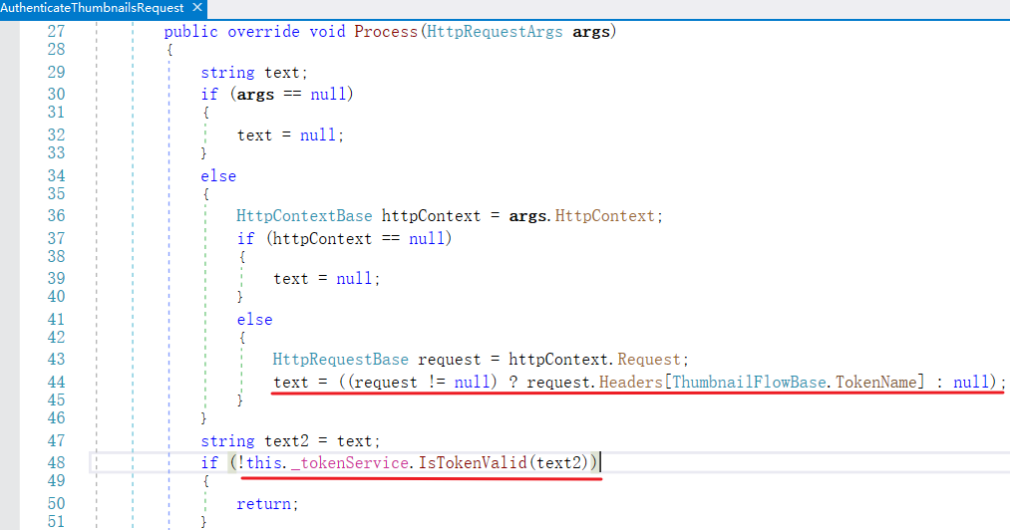 AuthenticateThumbnailsRequest ✕
27 public override void Process(HttpRequestArgs args)
28 {
29 string text;
30 if (args == null)
31 {
32 text = null;
33 }
34 else
35 {
36 HttpContextBase httpContext = args.HttpContext;
37 if (httpContext == null)
38 {
39 text = null;
40 }
41 else
42 {
43 HttpRequestBase request = httpContext.Request;
44 text = ((request != null) ? request.Headers[ThumbnailFlowBase.TokenName] : null);
45 }
46 }
47 string text2 = text;
48 if (!this._tokenService.IsTokenValid(text2))
49 {
50 return;
51 }